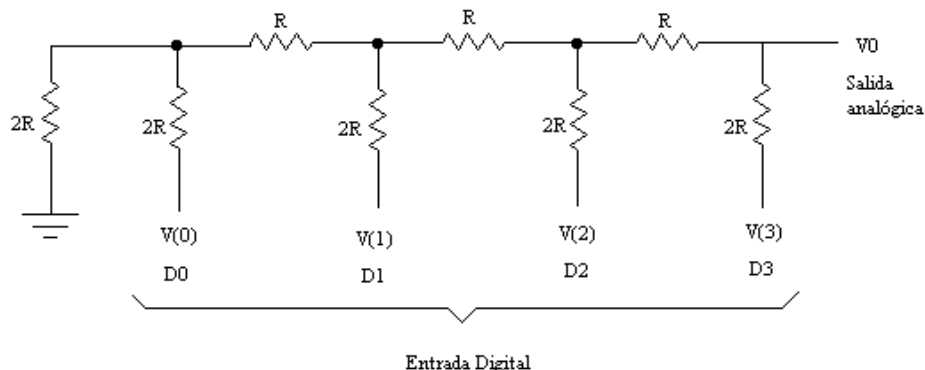 R
R
R
V0
Salida
analógica
2R
2R
2R
2R
2R
V(0)
V(1)
V(2)
V(3)
D0
D1
D2
D3
Entrada Digital